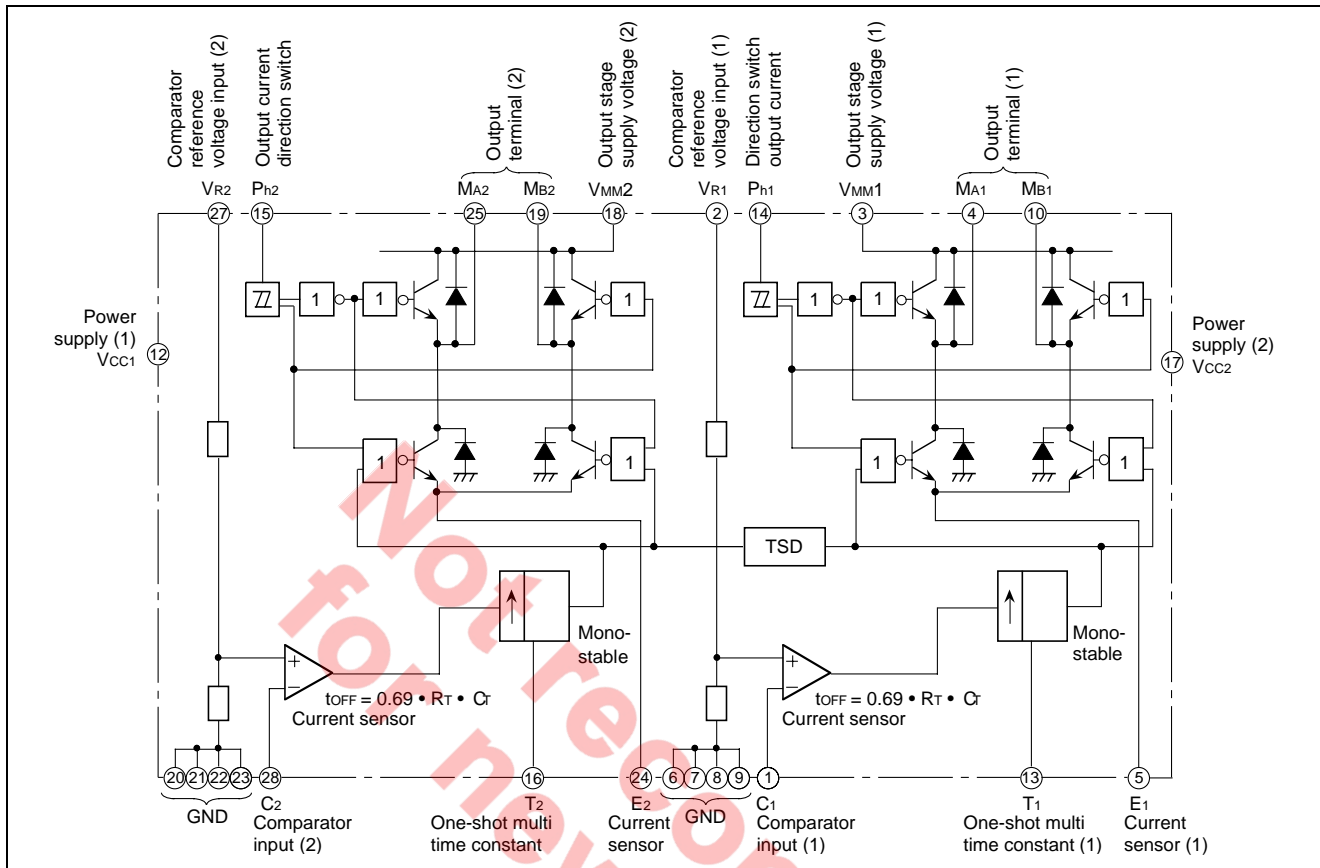 Comparator
reference
voltage input (2)
Output current
direction switch
Output
terminal (2)
Output stage
supply voltage (2)
Comparator
reference
voltage input (1)
Direction switch
output current
Output stage
supply voltage (1)
Output
terminal (1)
VR2 Ph2 MA2 MB2 VMM2 VR1 Ph1 VMM1 MA1 MB1
27 15 25 19 18 2 14 3 4 10
1 1 1 1 1 1
Power
supply (1)
VCC1
12
Power
supply (2)
VCC2
17
1 1 1 1
TSD
Mono-
stable
Mono-
stable
+
−
+
−
tOFF = 0.69 • RT • CT
Current sensor
tOFF = 0.69 • RT • CT
Current sensor
20 21 22 23 28 16 24 6 7 8 9 1 13 5
GND
C2
Comparator
input (2)
T2
One-shot multi
time constant
E2
Current
sensor
GND
C1
Comparator
input (1)
T1
One-shot multi
time constant (1)
E1
Current
sensor (1)
Not recom
for new